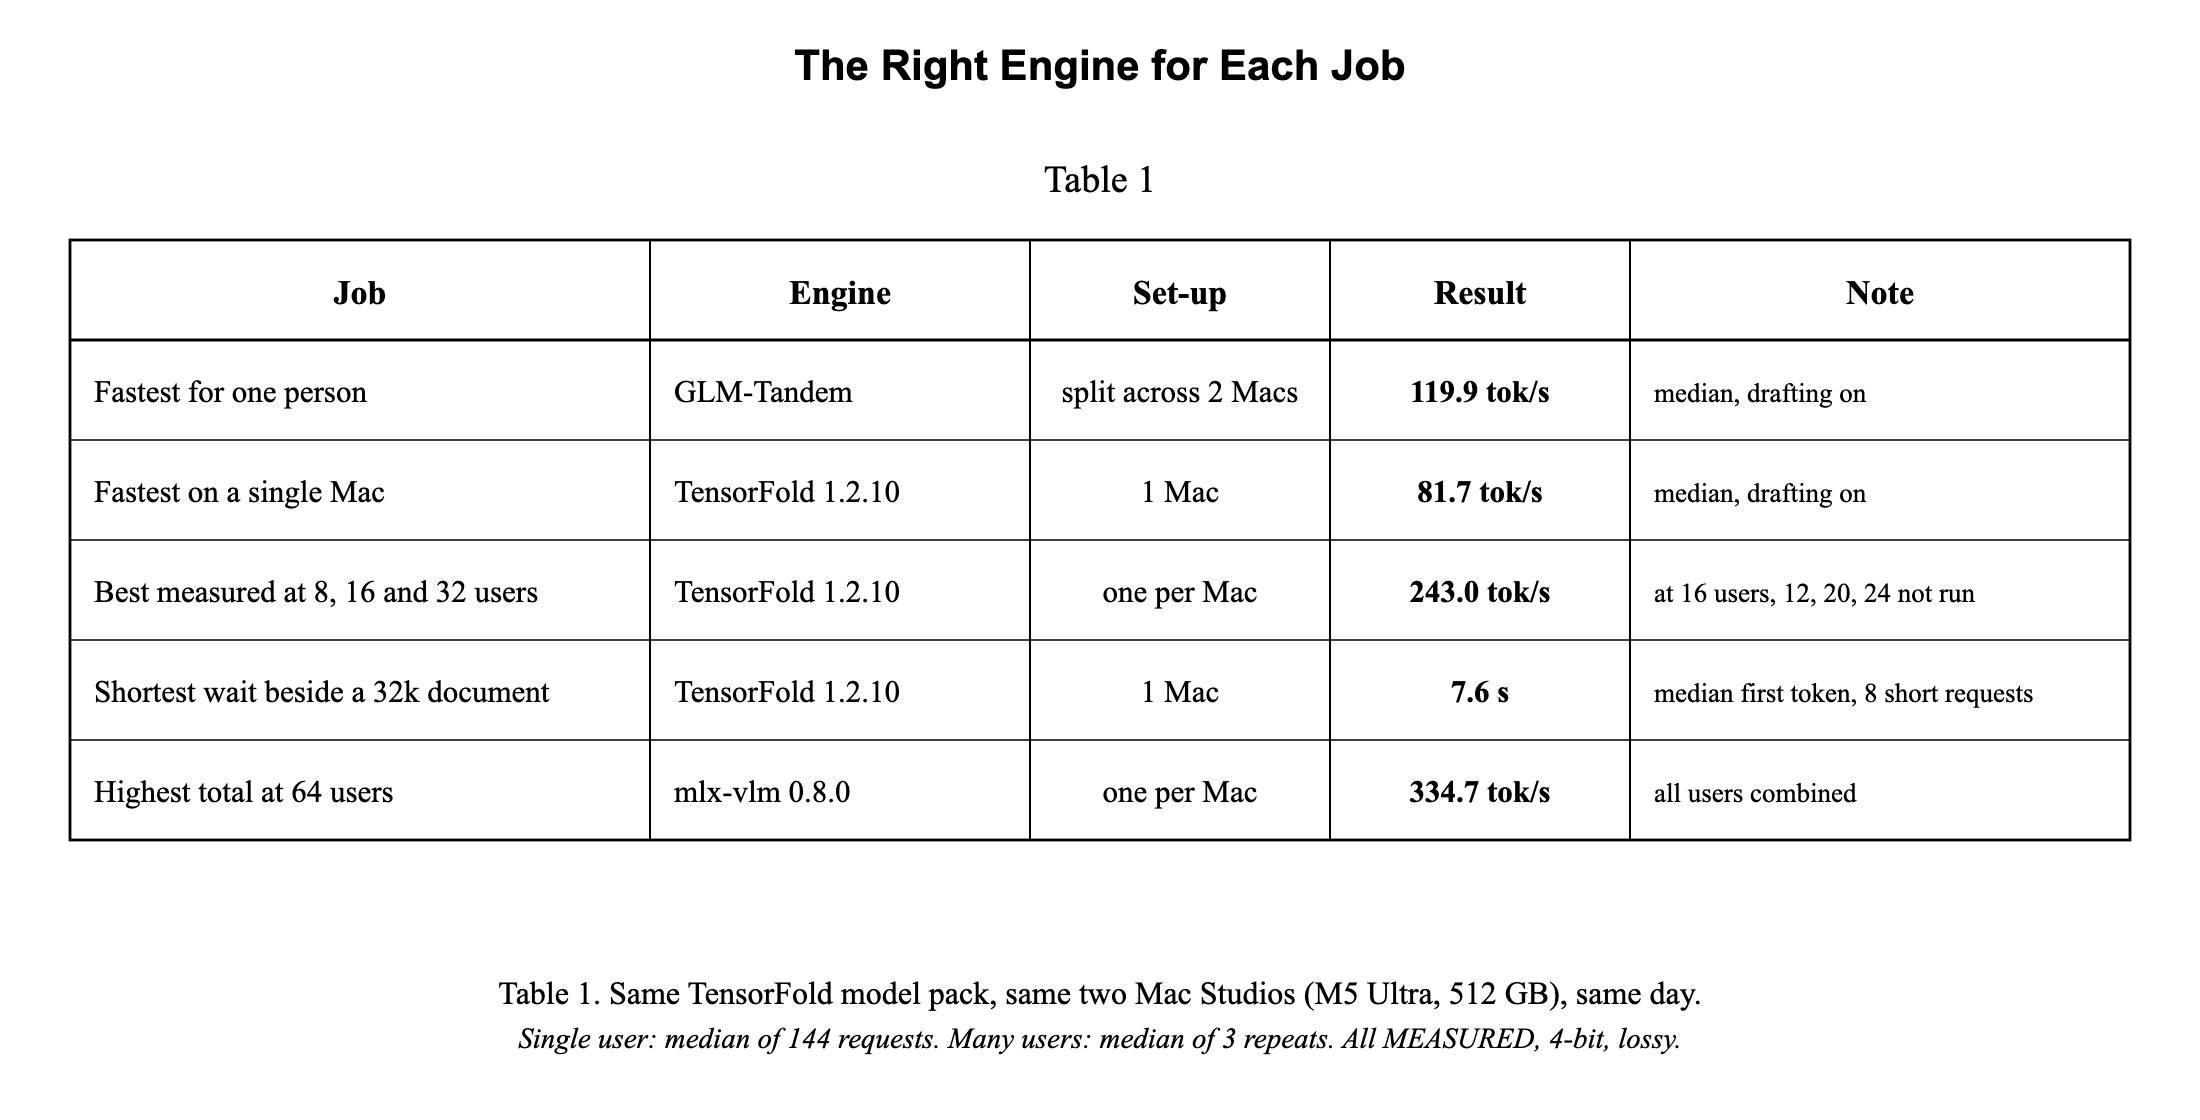 The Right Engine for Each Job
Table 1
Job Engine Set-up Result Note
Fastest for one person GLM-Tandem split across 2 Macs 119.9 tok/s median, drafting on
Fastest on a single Mac TensorFold 1.2.10 1 Mac 81.7 tok/s median, drafting on
Best measured at 8, 16 and 32 users TensorFold 1.2.10 one per Mac 243.0 tok/s at 16 users, 12, 20, 24 not run
Shortest wait beside a 32k document TensorFold 1.2.10 1 Mac 7.6 s median first token, 8 short requests
Highest total at 64 users mlx-vlm 0.8.0 one per Mac 334.7 tok/s all users combined
Table 1. Same TensorFold model pack, same two Mac Studios (M5 Ultra, 512 GB), same day.
Single user: median of 144 requests. Many users: median of 3 repeats. All MEASURED, 4-bit, lossy.